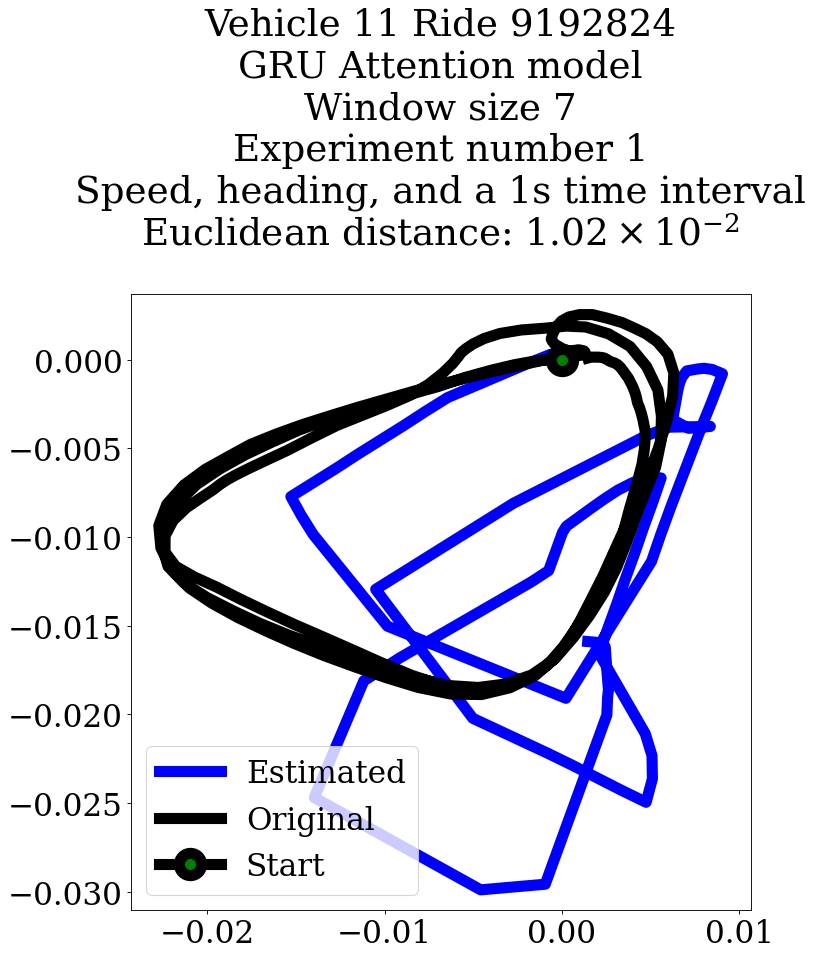 Vehicle 11 Ride 9192824
GRU Attention model
Window size 7
Experiment number 1
Speed, heading, and a 1s time interval
Euclidean distance: 1.02 × 10⁻²
0.000
−0.005
−0.010
−0.015
−0.020
−0.025
−0.030
Estimated
Original
Start
−0.02
−0.01
0.00
0.01